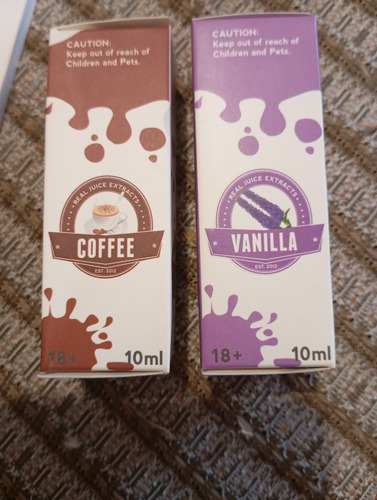 CAUTION:
Keep out of reach of
Children and Pets.
REAL JUICE EXTRACTS
COFFEE
EST. 2012
18+
10ml
CAUTION:
Keep out of reach of
Children and Pets.
REAL JUICE EXTRACTS
VANILLA
EST. 2012
18+
10ml